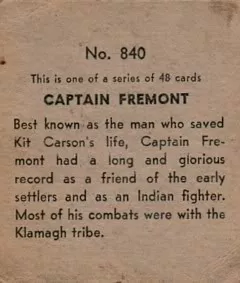 No. 840
This is one of a series of 48 cards
CAPTAIN FREMONT
Best known as the man who saved
Kit Carson's life, Captain Fre-
mont had a long and glorious
record as a friend of the early
settlers and as an Indian fighter.
Most of his combats were with the
Klamagh tribe.